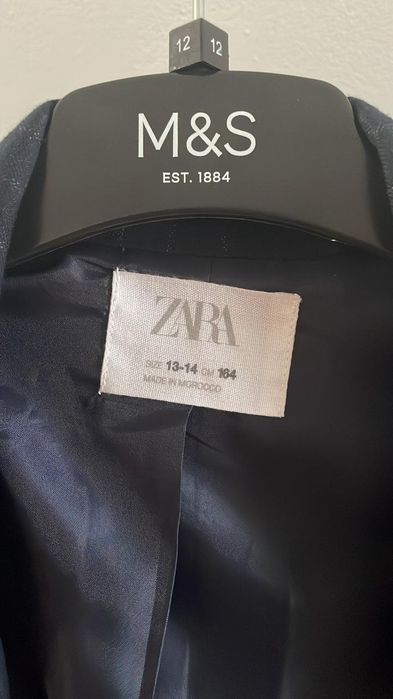 12 12
M&S
EST. 1884
ZARA
SIZE 13-14 CM 164
MADE IN MOROCCO